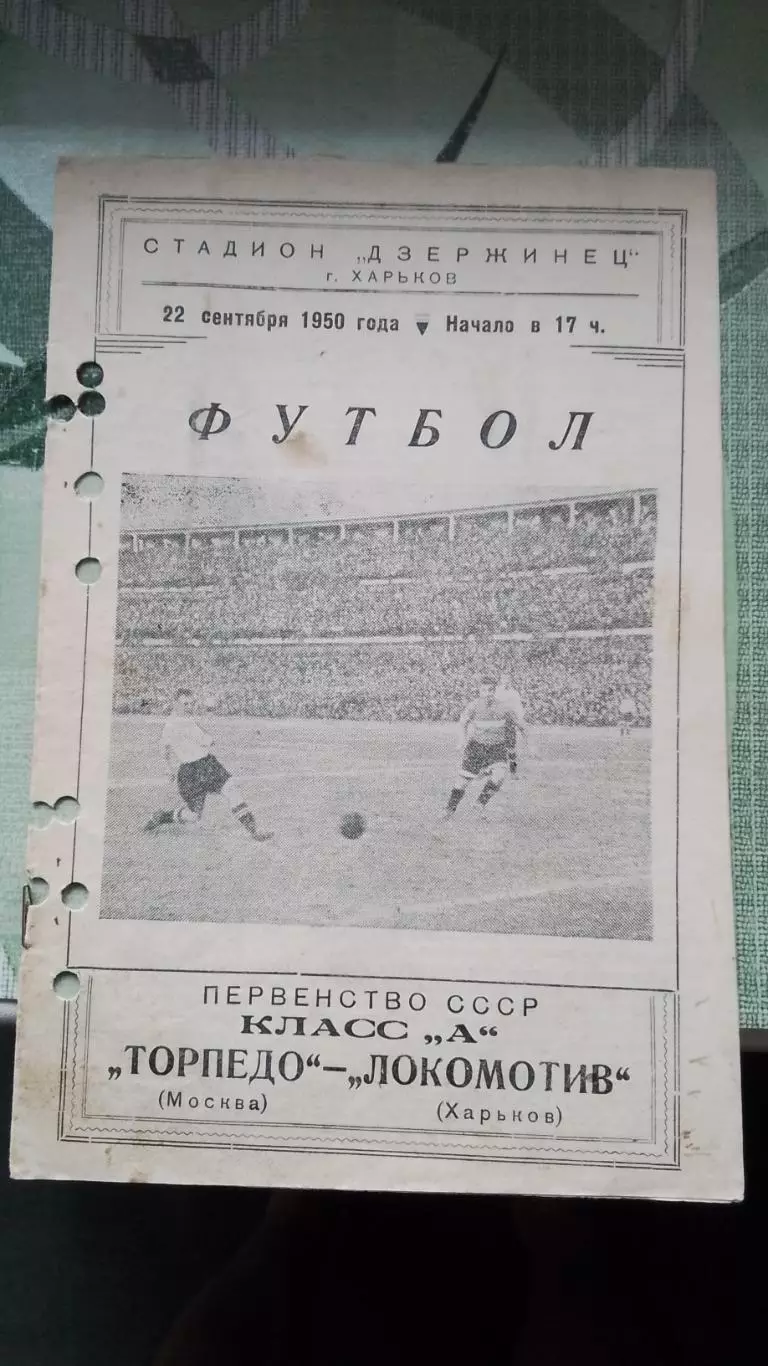 СТАДИОН „ДЗЕРЖИНЕЦ“
г. ХАРЬКОВ
22 сентября 1950 года Начало в 17 ч.
ФУТБОЛ
ПЕРВЕНСТВО СССР
КЛАСС „А“
„ТОРПЕДО“–„ЛОКОМОТИВ“
(Москва) (Харьков)